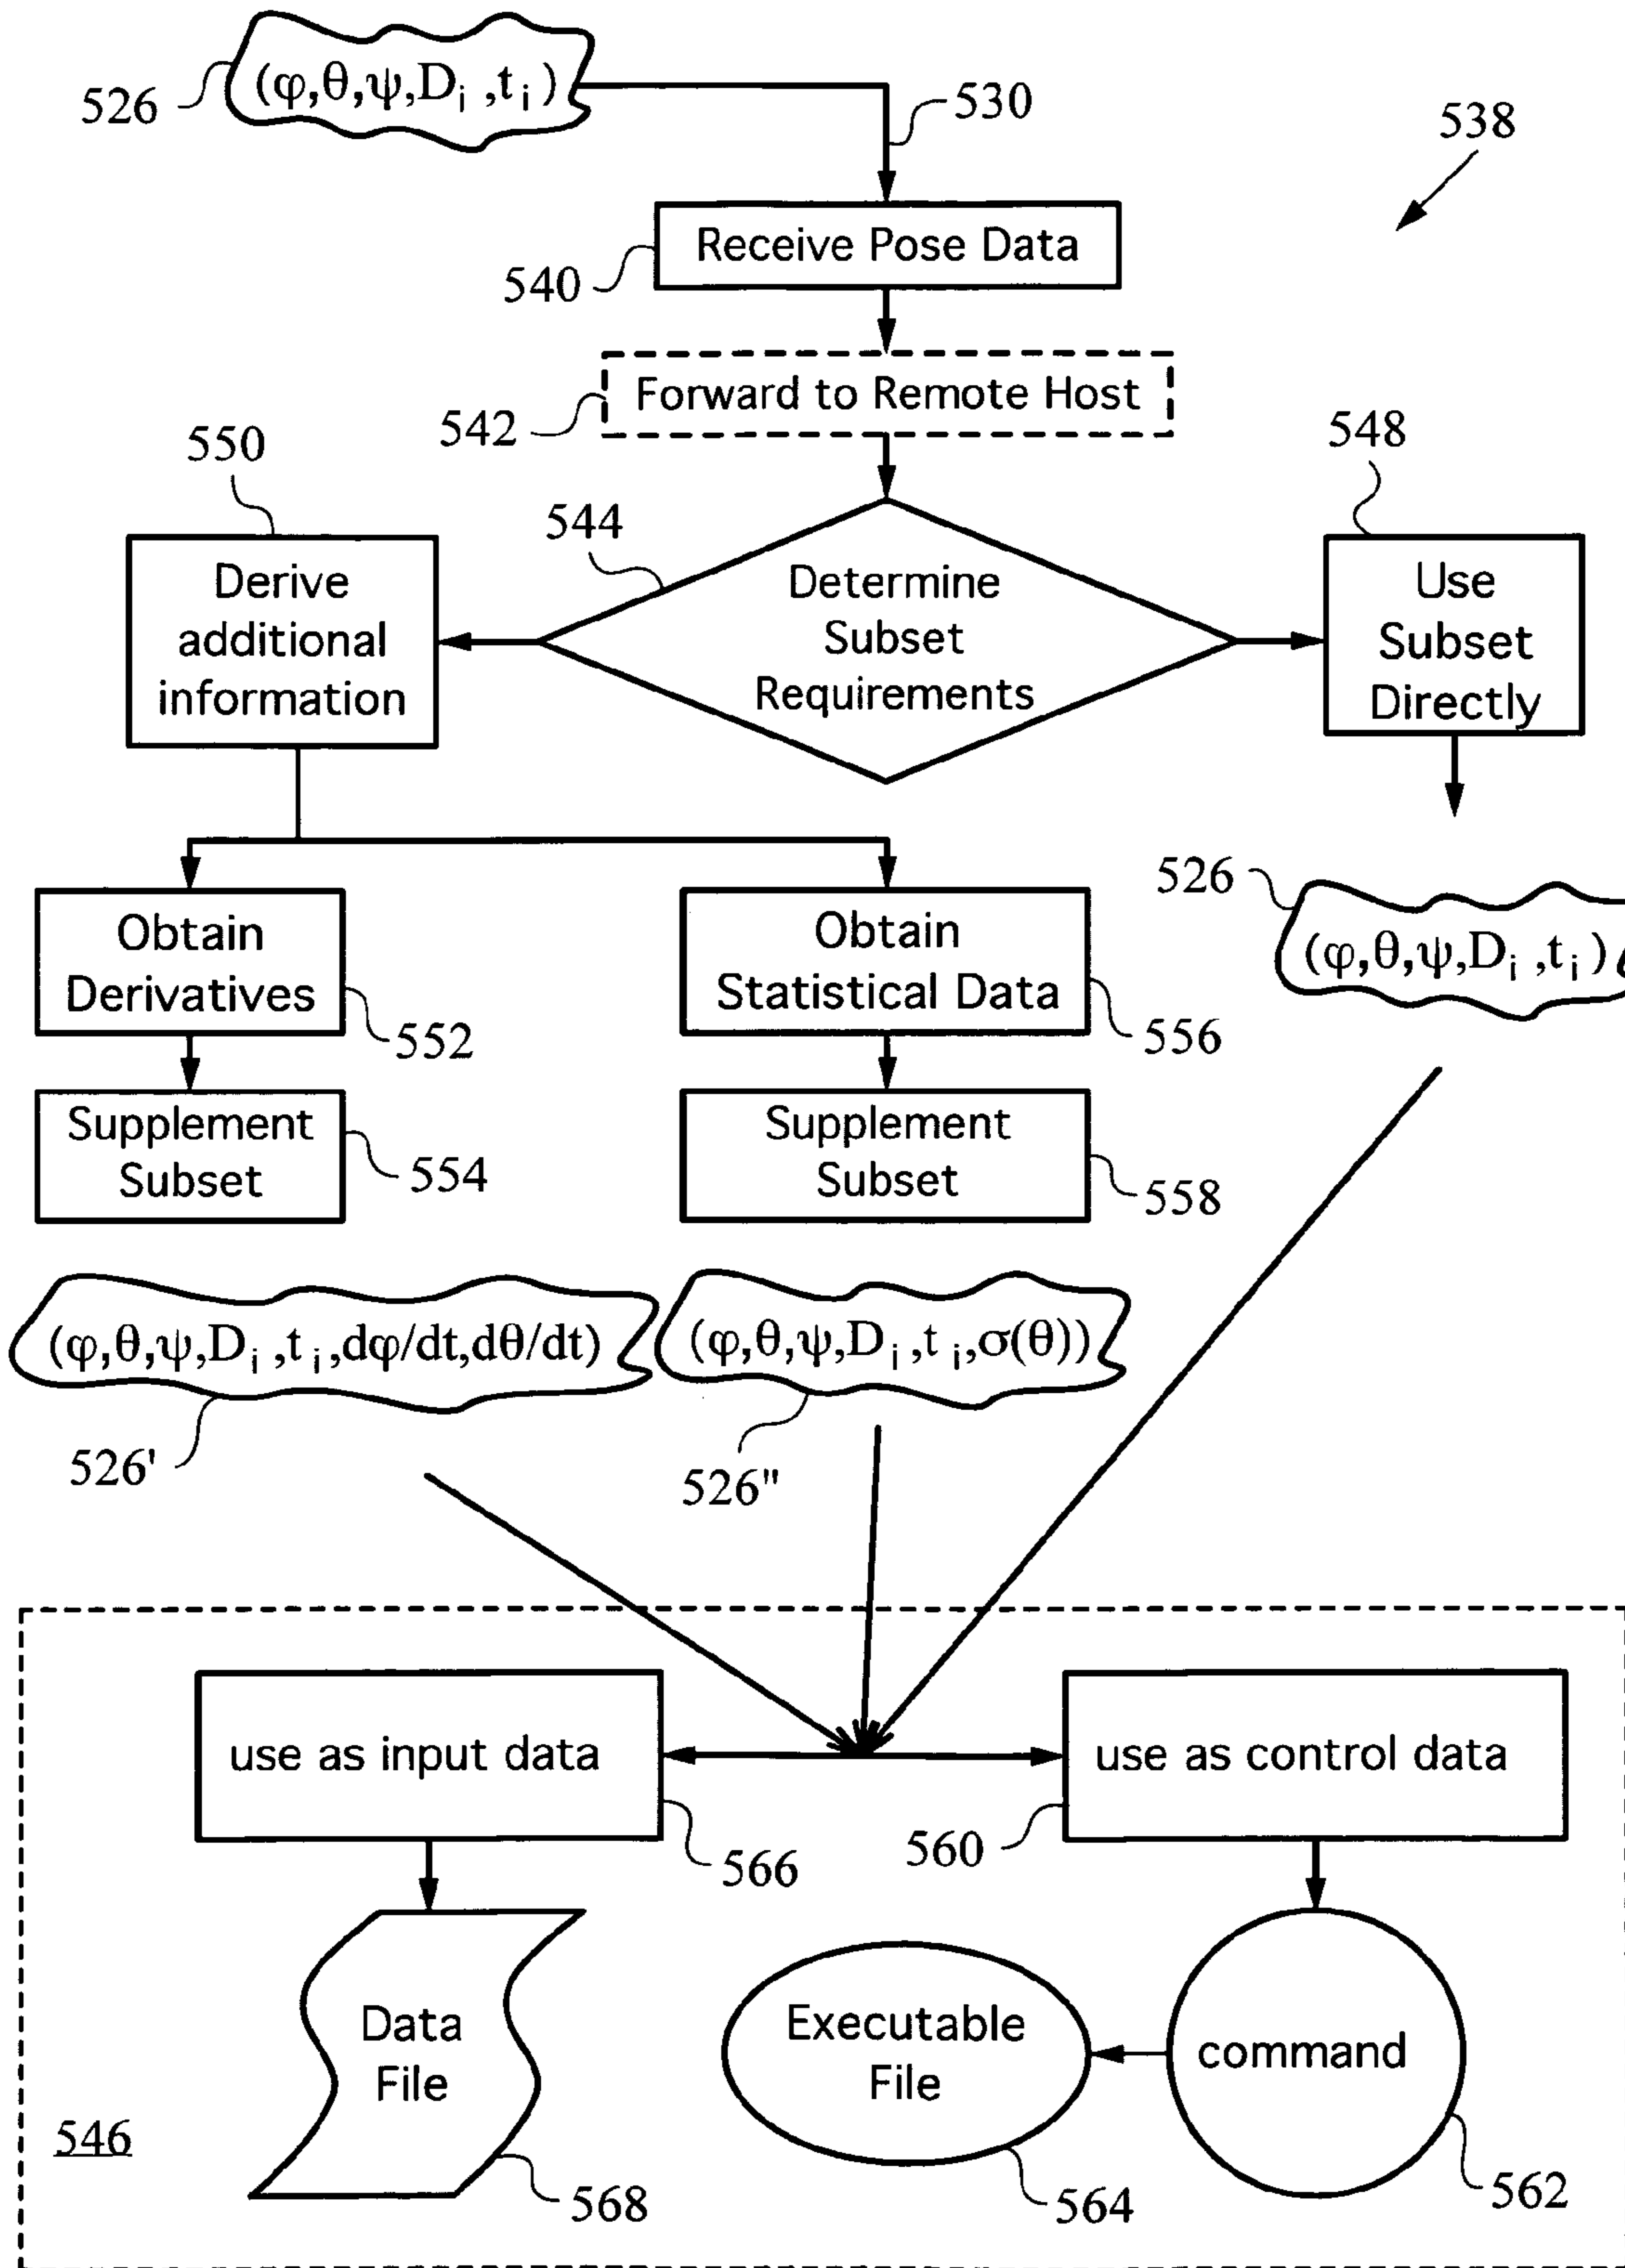 (φ,θ,ψ,Di ,ti)
526
530
538
Receive Pose Data
540
Forward to Remote Host
542
550
548
544
Derive
additional
information
Determine
Subset
Requirements
Use
Subset
Directly
526
(φ,θ,ψ,Di ,ti)
Obtain
Derivatives
552
Obtain
Statistical Data
556
Supplement
Subset
554
Supplement
Subset
558
(φ,θ,ψ,Di ,ti,dφ/dt,dθ/dt)
(φ,θ,ψ,Di ,ti,σ(θ))
526'
526"
use as input data
use as control data
566
560
Data
File
Executable
File
command
546
568
564
562